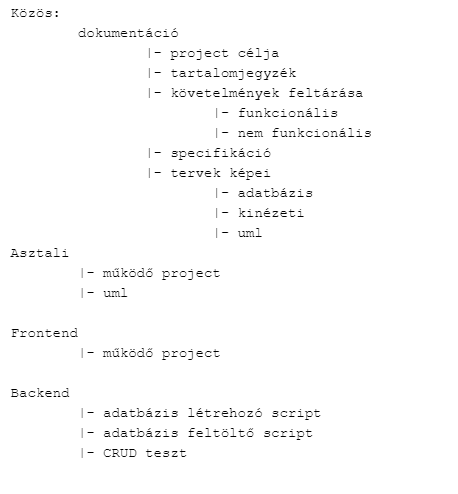 Közös:
dokumentáció
|- project célja
|- tartalomjegyzék
|- követelmények feltárása
|- funkcionális
|- nem funkcionális
|- specifikáció
|- tervek képei
|- adatbázis
|- kinézeti
|- uml
Asztali
|- működő project
|- uml
Frontend
|- működő project
Backend
|- adatbázis létrehozó script
|- adatbázis feltöltő script
|- CRUD teszt